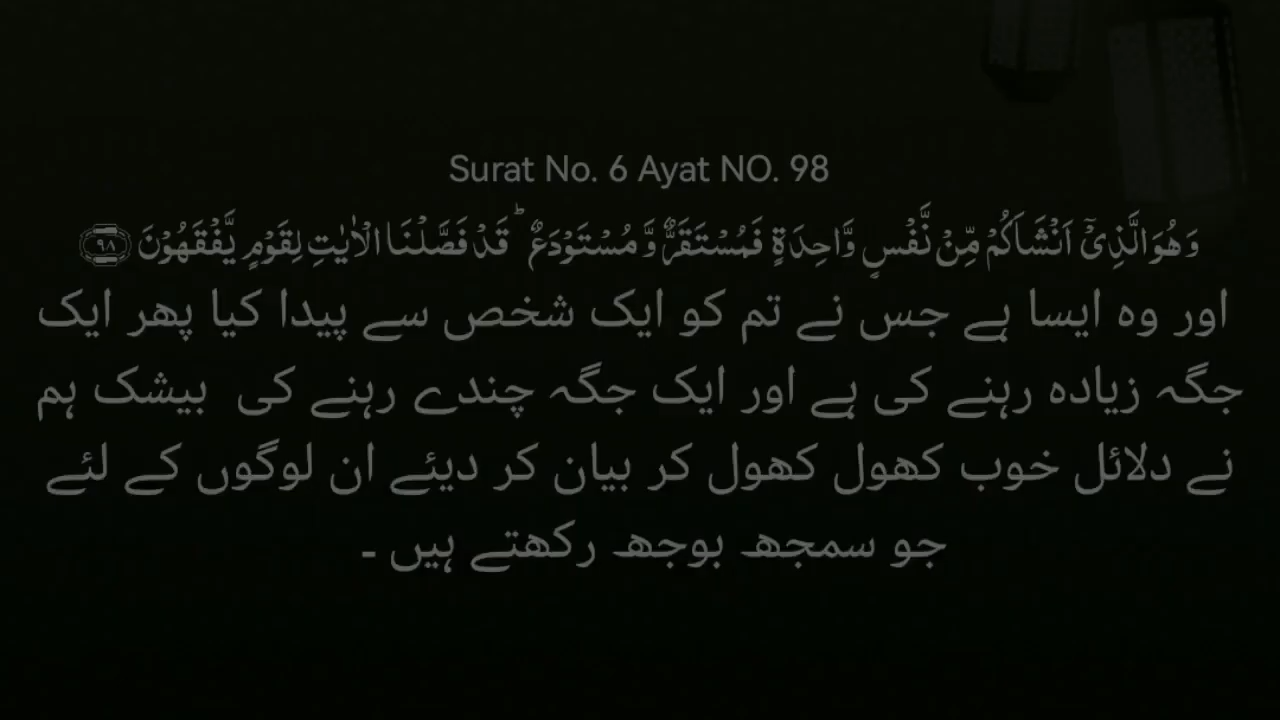 Surat No. 6 Ayat NO. 98
وَهُوَ الَّذِیْۤ اَنْشَاَكُمْ مِّنْ نَّفْسٍ وَّاحِدَةٍ فَمُسْتَقَرٌّ وَّ مُسْتَوْدَعٌ ؕ قَدْ فَصَّلْنَا الْاٰیٰتِ لِقَوْمٍ یَّفْقَهُوْنَ ﴿۹۸﴾
اور وہ ایسا ہے جس نے تم کو ایک شخص سے پیدا کیا پھر ایک
جگہ زیادہ رہنے کی ہے اور ایک جگہ چندے رہنے کی بیشک ہم
نے دلائل خوب کھول کھول کر بیان کر دیئے ان لوگوں کے لئے
جو سمجھ بوجھ رکھتے ہیں ۔